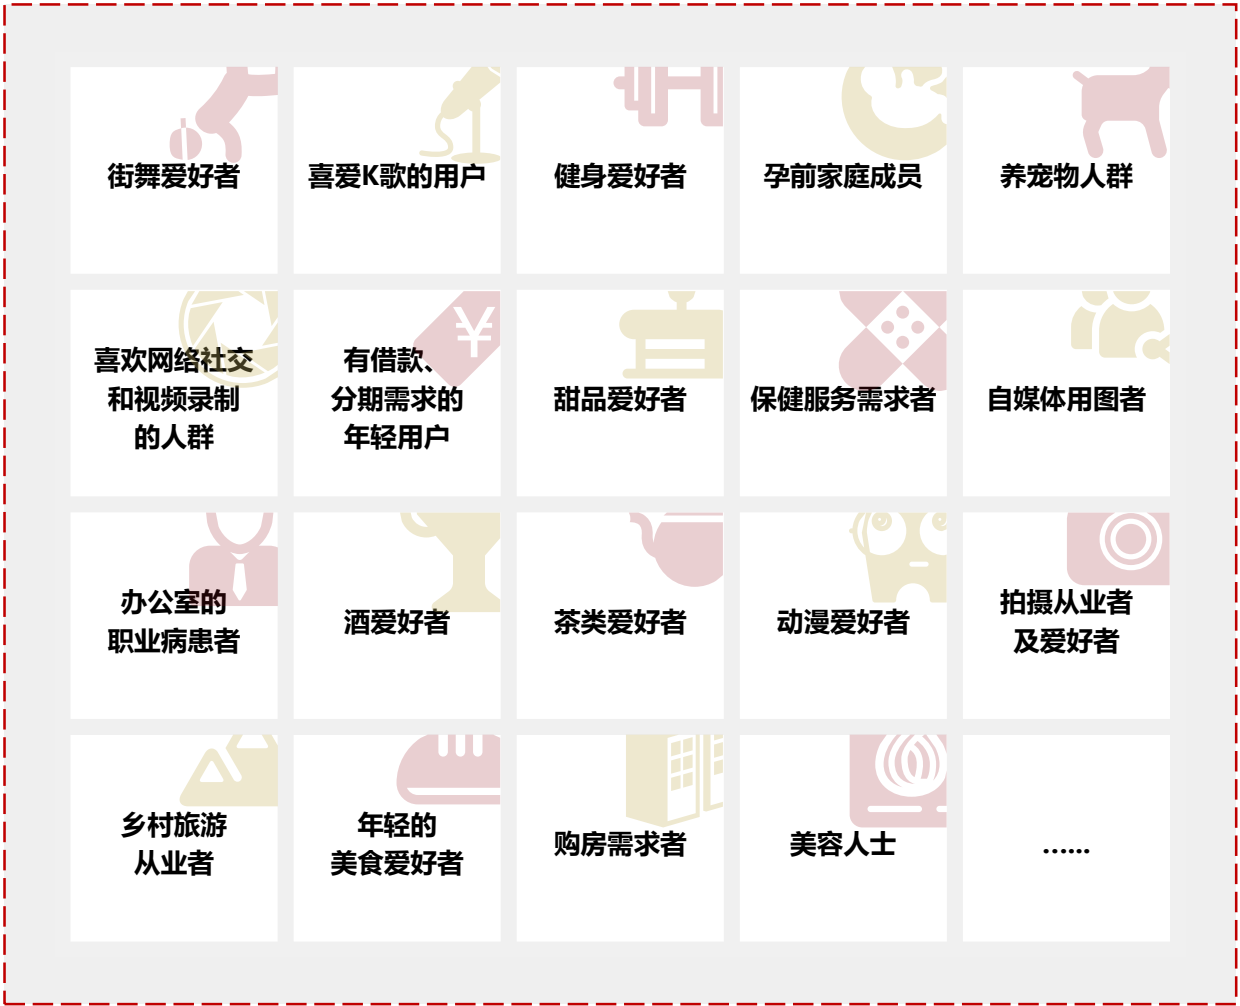 街舞爱好者
喜爱K歌的用户
健身爱好者
孕前家庭成员
养宠物人群
喜欢网络社交
和视频录制
的人群
有借款、
分期需求的
年轻用户
¥
甜品爱好者
保健服务需求者
自媒体用图者
办公室的
职业病患者
酒爱好者
茶类爱好者
动漫爱好者
拍摄从业者
及爱好者
乡村旅游
从业者
年轻的
美食爱好者
购房需求者
美容人士
......